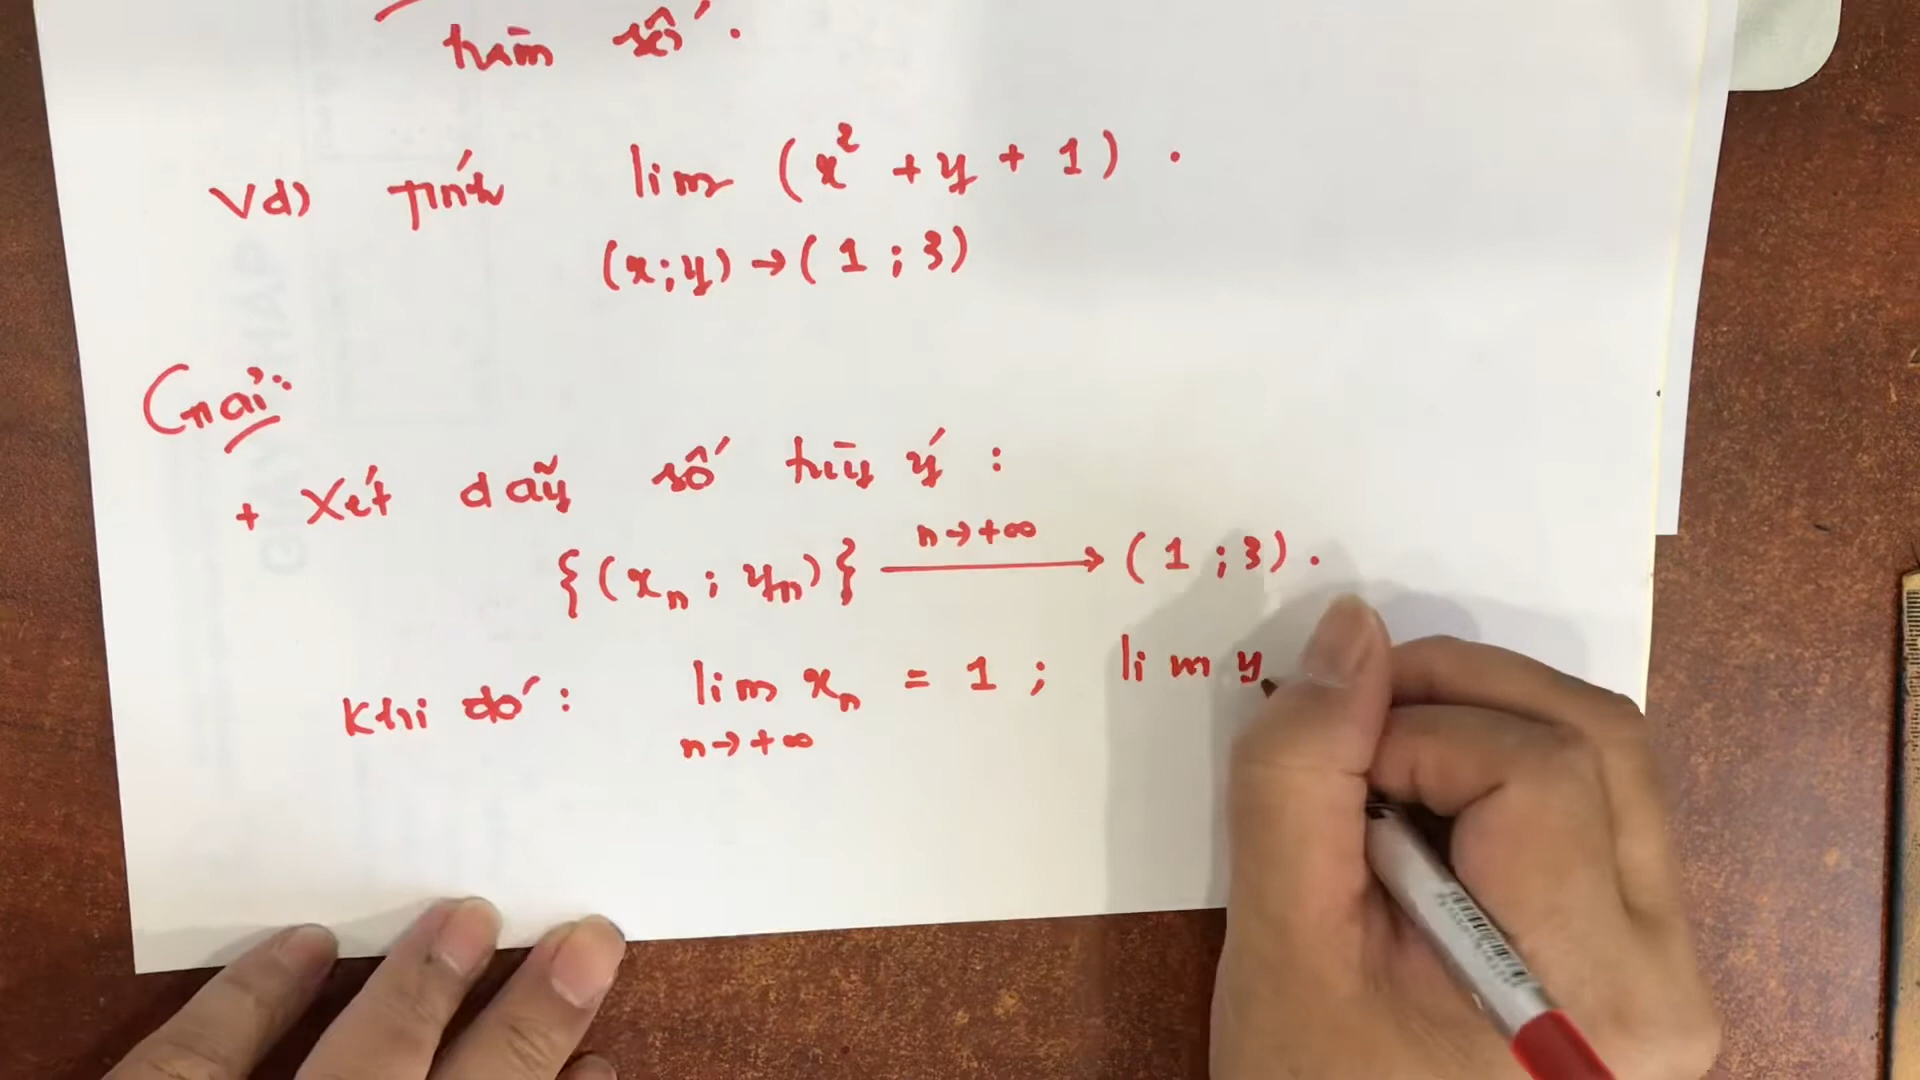 hàm số.
Vd) Tính lim (x² + y + 1).
(x;y) → (1 ; 3)
Giải:
+ Xét dãy số tùy ý :
{(xₙ ; yₙ)} n→+∞ ⟶ (1 ; 3).
Khi đó : lim xₙ = 1 ; lim y
n→+∞